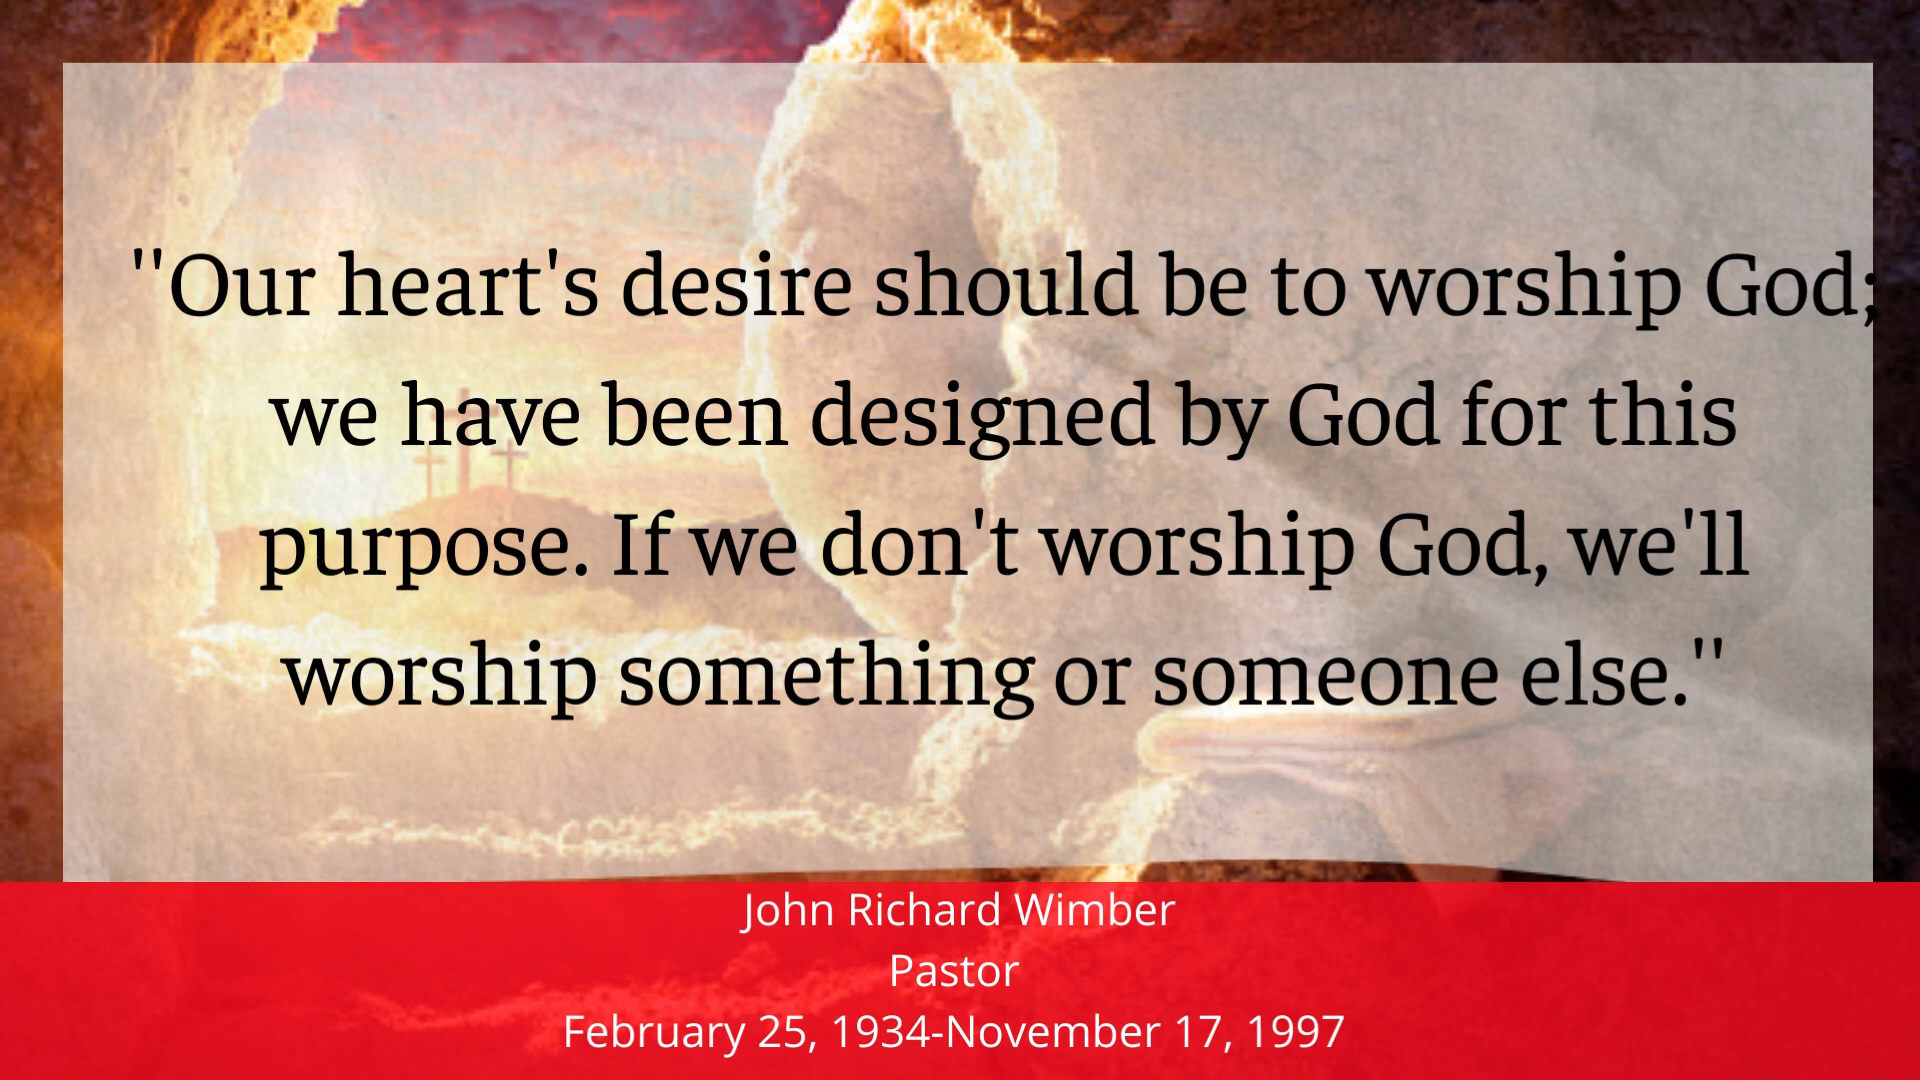 "Our heart's desire should be to worship God;
we have been designed by God for this
purpose. If we don't worship God, we'll
worship something or someone else."
John Richard Wimber
Pastor
February 25, 1934-November 17, 1997